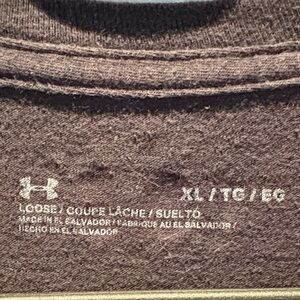 XL / TG / EG
LOOSE / COUPE LÂCHE / SUELTO
MADE IN EL SALVADOR / FABRIQUÉ AU EL SALVADOR /
HECHO EN EL SALVADOR